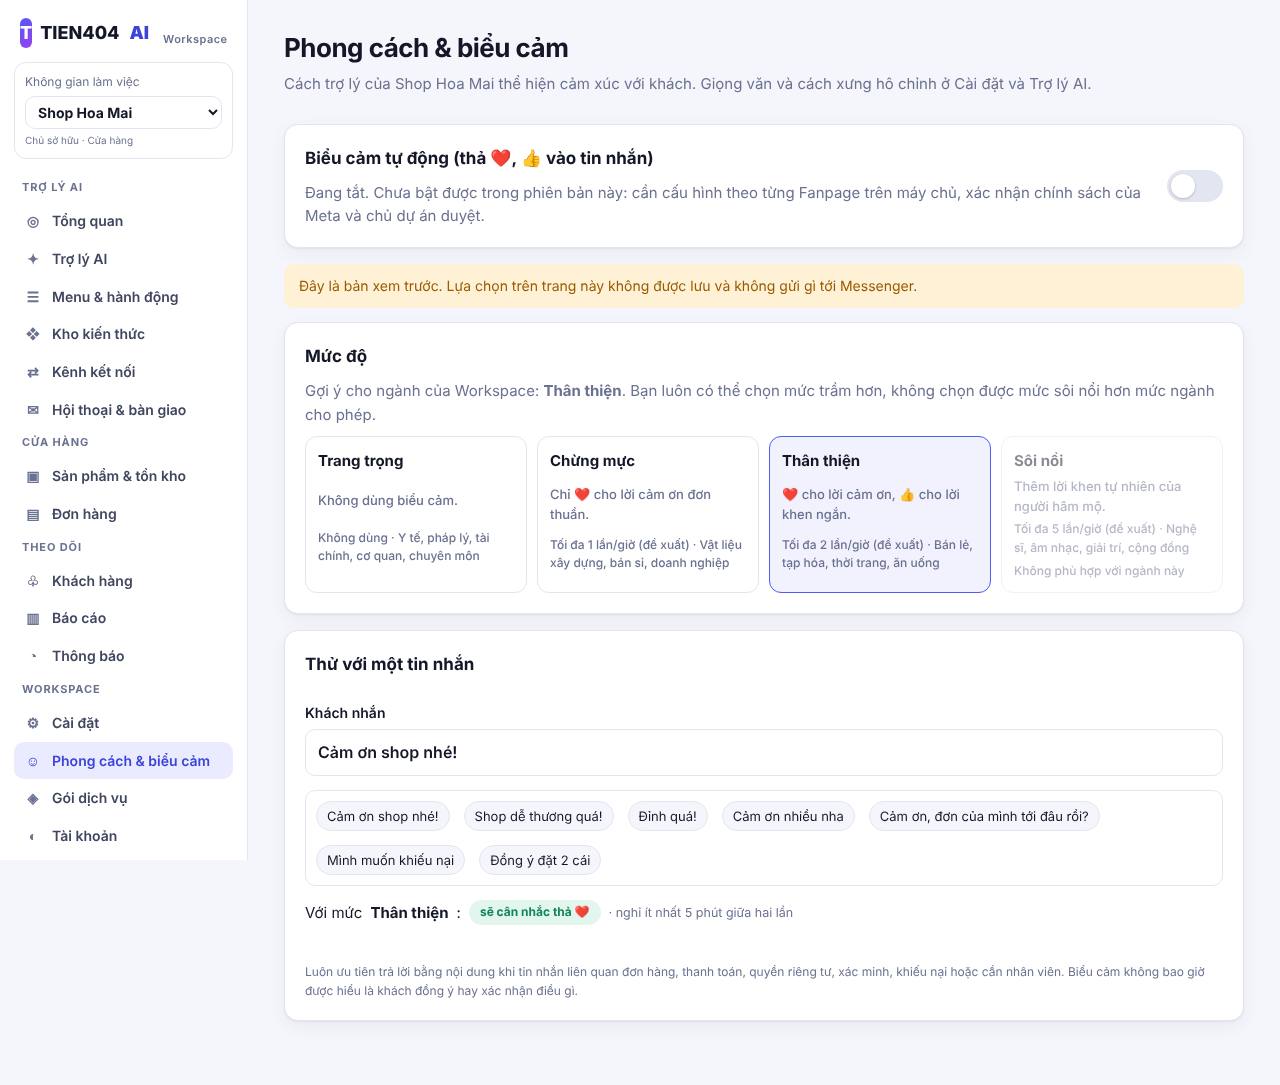 T TIEN404 AI Workspace
Không gian làm việc
Shop Hoa Mai
Chủ sở hữu · Cửa hàng
TRỢ LÝ AI
Tổng quan
Trợ lý AI
Menu & hành động
Kho kiến thức
Kênh kết nối
Hội thoại & bàn giao
CỬA HÀNG
Sản phẩm & tồn kho
Đơn hàng
THEO DÕI
Khách hàng
Báo cáo
Thông báo
WORKSPACE
Cài đặt
Phong cách & biểu cảm
Gói dịch vụ
Tài khoản
Phong cách & biểu cảm
Cách trợ lý của Shop Hoa Mai thể hiện cảm xúc với khách. Giọng văn và cách xưng hô chỉnh ở Cài đặt và Trợ lý AI.
Biểu cảm tự động (thả ❤️, 👍 vào tin nhắn)
Đang tắt. Chưa bật được trong phiên bản này: cần cấu hình theo từng Fanpage trên máy chủ, xác nhận chính sách của
Meta và chủ dự án duyệt.
Đây là bản xem trước. Lựa chọn trên trang này không được lưu và không gửi gì tới Messenger.
Mức độ
Gợi ý cho ngành của Workspace: Thân thiện. Bạn luôn có thể chọn mức trầm hơn, không chọn được mức sôi nổi hơn mức ngành
cho phép.
Trang trọng
Không dùng biểu cảm.
Không dùng · Y tế, pháp lý, tài
chính, cơ quan, chuyên môn
Chừng mực
Chỉ ❤️ cho lời cảm ơn đơn
thuần.
Tối đa 1 lần/giờ (đề xuất) · Vật liệu
xây dựng, bán sỉ, doanh nghiệp
Thân thiện
❤️ cho lời cảm ơn, 👍 cho lời
khen ngắn.
Tối đa 2 lần/giờ (đề xuất) · Bán lẻ,
tạp hóa, thời trang, ăn uống
Sôi nổi
Thêm lời khen tự nhiên của
người hâm mộ.
Tối đa 5 lần/giờ (đề xuất) · Nghệ
sĩ, âm nhạc, giải trí, cộng đồng
Không phù hợp với ngành này
Thử với một tin nhắn
Khách nhắn
Cảm ơn shop nhé!
Cảm ơn shop nhé! Shop dễ thương quá! Đỉnh quá! Cảm ơn nhiều nha Cảm ơn, đơn của mình tới đâu rồi?
Mình muốn khiếu nại Đồng ý đặt 2 cái
Với mức Thân thiện : sẽ cân nhắc thả ❤️ · nghỉ ít nhất 5 phút giữa hai lần
Luôn ưu tiên trả lời bằng nội dung khi tin nhắn liên quan đơn hàng, thanh toán, quyền riêng tư, xác minh, khiếu nại hoặc cần nhân viên. Biểu cảm không bao giờ
được hiểu là khách đồng ý hay xác nhận điều gì.